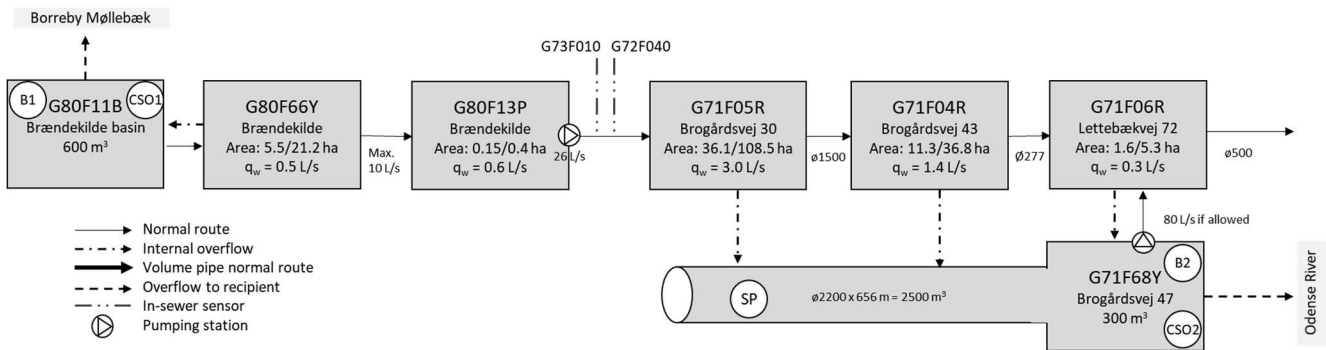 Borreby Møllebæk
G73F010
G72F040
B1
CSO1
G80F11B
Brændekilde basin
600 m³
G80F66Y
Brændekilde
Area: 5.5/21.2 ha
q_w = 0.5 L/s
Max.
10 L/s
G80F13P
Brændekilde
Area: 0.15/0.4 ha
q_w = 0.6 L/s
26 L/s
G71F05R
Brogårdsvej 30
Area: 36.1/108.5 ha
q_w = 3.0 L/s
ø1500
G71F04R
Brogårdsvej 43
Area: 11.3/36.8 ha
q_w = 1.4 L/s
Ø277
G71F06R
Lettebækvej 72
Area: 1.6/5.3 ha
q_w = 0.3 L/s
ø500
Normal route
Internal overflow
Volume pipe normal route
Overflow to recipient
In-sewer sensor
Pumping station
80 L/s if allowed
SP
ø2200 x 656 m = 2500 m³
B2
G71F68Y
Brogårdsvej 47
300 m³
CSO2
Odense River